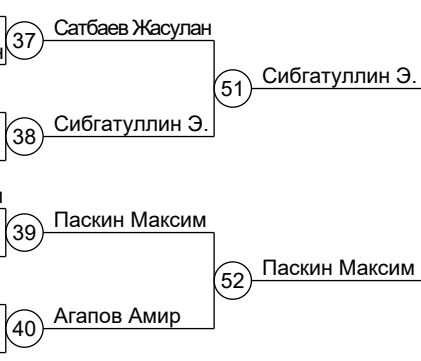 37 Сатбаев Жасулан
51 Сибгатуллин Э.
38 Сибгатуллин Э.
39 Паскин Максим
52 Паскин Максим
40 Агапов Амир